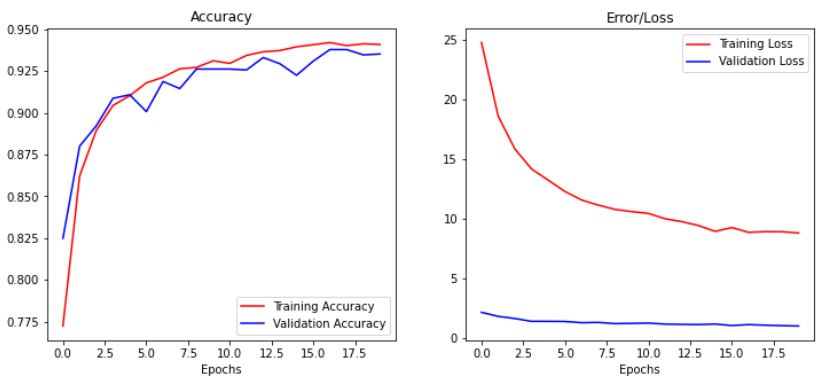 Accuracy
0.950
0.925
0.900
0.875
0.850
0.825
0.800
0.775
Training Accuracy
Validation Accuracy
0.0 2.5 5.0 7.5 10.0 12.5 15.0 17.5
Epochs
Error/Loss
25
20
15
10
5
0
Training Loss
Validation Loss
0.0 2.5 5.0 7.5 10.0 12.5 15.0 17.5
Epochs